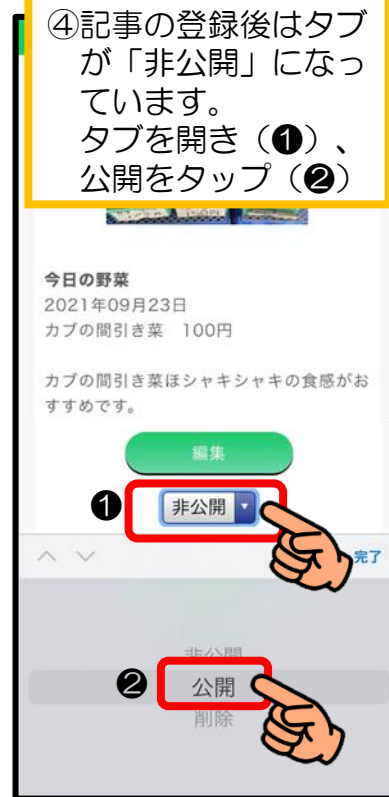 ④記事の登録後はタブ
が「非公開」になっ
ています。
タブを開き（❶）、
公開をタップ（❷）
今日の野菜
2021年09月23日
カブの間引き菜　100円
カブの間引き菜ほシャキシャキの食感がお
すすめです。
編集
❶ 非公開
完了
非公開
❷ 公開
削除